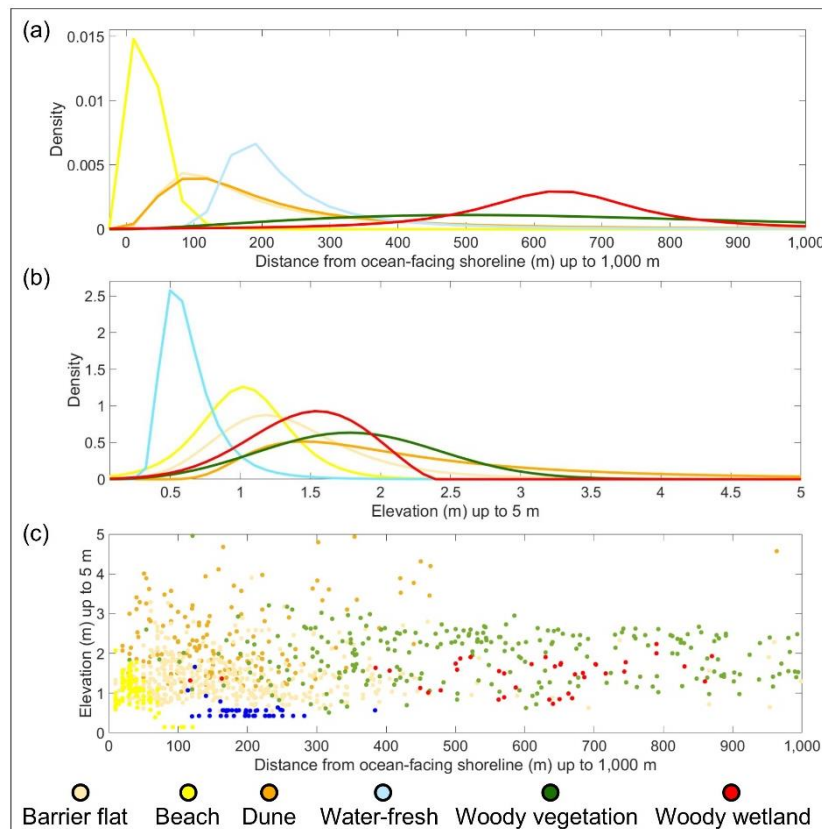 (a)
0.015
0.01
0.005
0
Density
0 100 200 300 400 500 600 700 800 900 1,000
Distance from ocean-facing shoreline (m) up to 1,000 m
(b)
2.5
2
1.5
1
0.5
0
Density
0.5 1 1.5 2 2.5 3 3.5 4 4.5 5
Elevation (m) up to 5 m
(c)
5
4
3
2
1
0
Elevation (m) up to 5 m
0 100 200 300 400 500 600 700 800 900 1,000
Distance from ocean-facing shoreline (m) up to 1,000 m
Barrier flat Beach Dune Water-fresh Woody vegetation Woody wetland